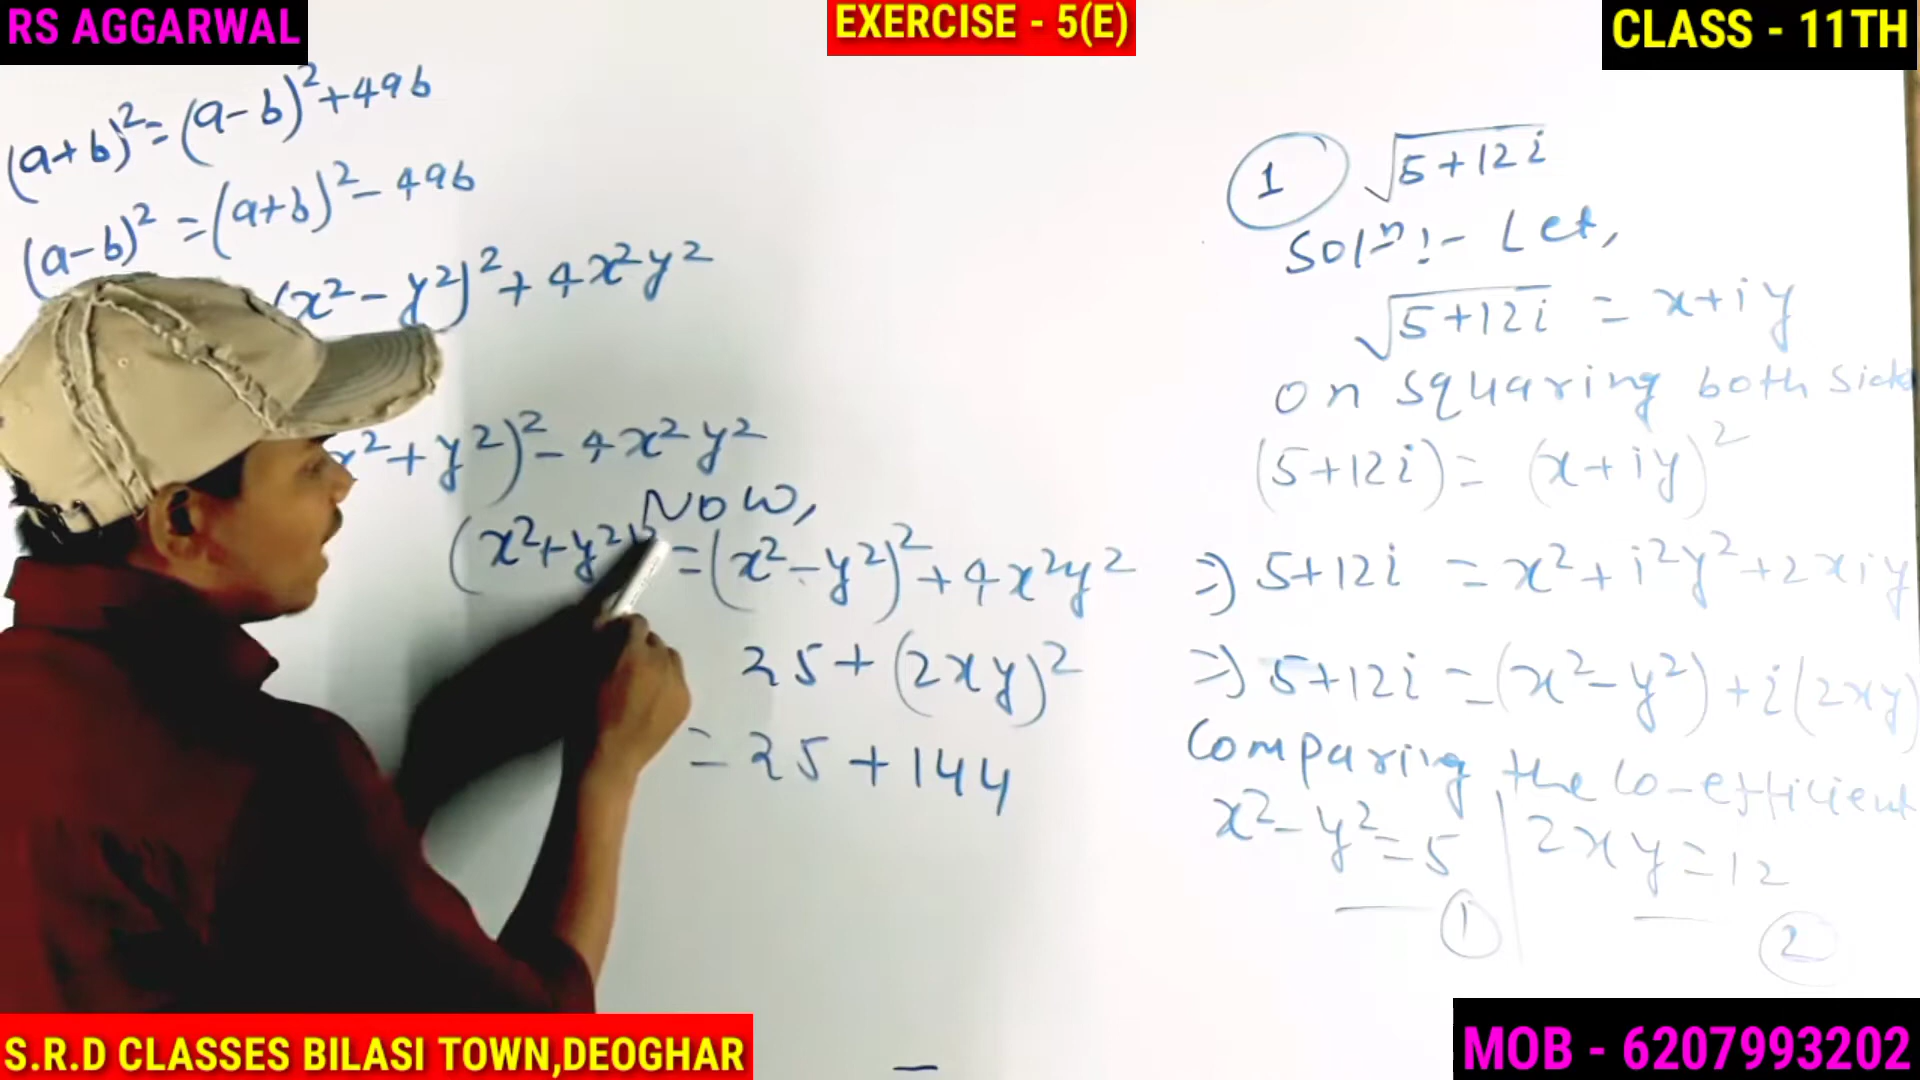 RS AGGARWAL
EXERCISE - 5(E)
CLASS - 11TH
(a+b)²=(a-b)²+4ab
(a-b)²=(a+b)²-4ab
(x²-y²)²+4x²y²
x²+y²)²-4x²y²
Now,
(x²+y²)²=(x²-y²)²+4x²y²
25+(2xy)²
=25+144
1 √5+12i
Solⁿ:- Let,
√5+12i = x+iy
on squaring both side
(5+12i)=(x+iy)²
⇒ 5+12i = x²+i²y²+2xiy
⇒ 5+12i=(x²-y²)+i(2xy)
Comparing the co-efficient
x²-y²=5 | 2xy=12
—1 —2
S.R.D CLASSES BILASI TOWN,DEOGHAR
MOB - 6207993202